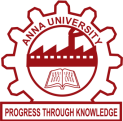 ANNA UNIVERSITY
PROGRESS THROUGH KNOWLEDGE